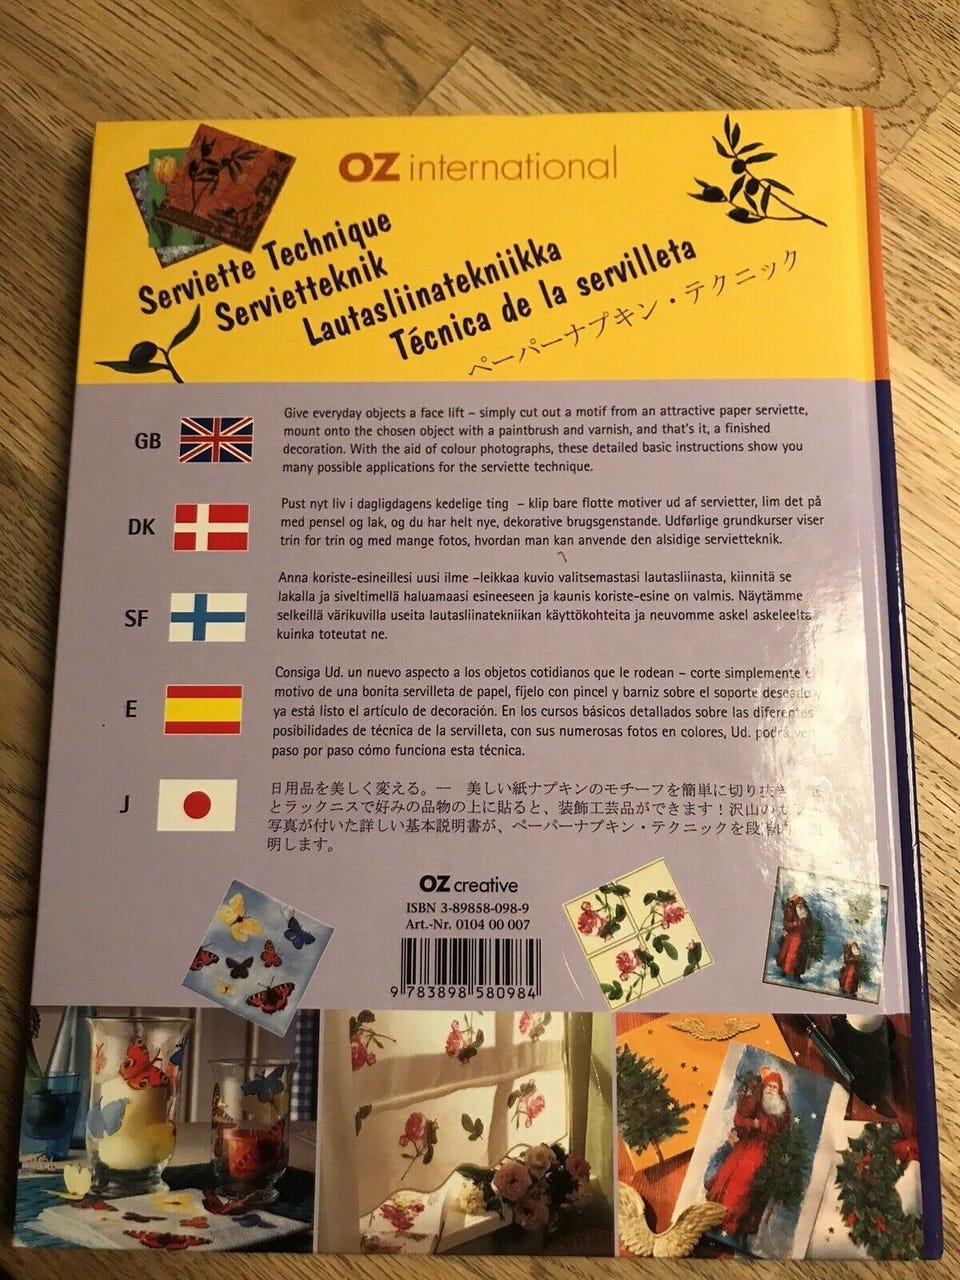 OZ international
Serviette Technique
Servietteknik
Lautasliinatekniikka
Técnica de la servilleta
ペーパーナプキン・テクニック
GB
Give everyday objects a face lift – simply cut out a motif from an attractive paper serviette,
mount onto the chosen object with a paintbrush and varnish, and that's it, a finished
decoration. With the aid of colour photographs, these detailed basic instructions show you
many possible applications for the serviette technique.
DK
Pust nyt liv i dagligdagens kedelige ting – klip bare flotte motiver ud af servietter, lim det på
med pensel og lak, og du har helt nye, dekorative brugsgenstande. Udførlige grundkurser viser
trin for trin og med mange fotos, hvordan man kan anvende den alsidige servietteknik.
SF
Anna koriste-esineillesi uusi ilme –leikkaa kuvio valitsemastasi lautasliinasta, kiinnitä se
lakalla ja siveltimellä haluamaasi esineeseen ja kaunis koriste-esine on valmis. Näytämme
selkeillä värikuvilla useita lautasliinatekniikan käyttökohteita ja neuvomme askel askeleelta
kuinka toteutat ne.
E
Consiga Ud. un nuevo aspecto a los objetos cotidianos que le rodean – corte simplemente el
motivo de una bonita servilleta de papel, fíjelo con pincel y barniz sobre el soporte deseado y
ya está listo el artículo de decoración. En los cursos básicos detallados sobre las diferentes
posibilidades de técnica de la servilleta, con sus numerosas fotos en colores, Ud. podrá ver
paso por paso cómo funciona esta técnica.
J
日用品を美しく変える。–– 美しい紙ナプキンのモチーフを簡単に切り抜き
とラックニスで好みの品物の上に貼ると、装飾工芸品ができます！沢山の
写真が付いた詳しい基本説明書が、ペーパーナプキン・テクニックを
明します。
OZ creative
ISBN 3-89858-098-9
Art.-Nr. 0104 00 007
9 783898 580984